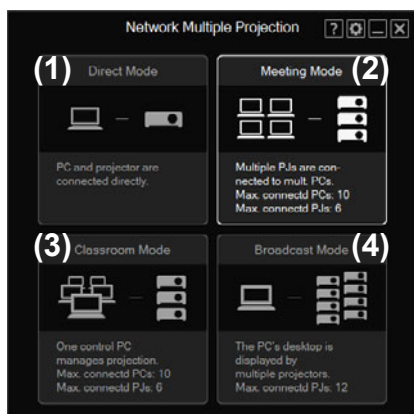 Network Multiple Projection ?
(1) Direct Mode
PC and projector are
connected directly.
Meeting Mode (2)
Multiple PJs are con-
nected to mult. PCs.
Max. connectd PCs: 10
Max. connectd PJs: 6
(3) Classroom Mode
One control PC
manages projection.
Max. connectd PCs: 10
Max. connectd PJs: 6
Broadcast Mode (4)
The PC's desktop is
displayed by
multiple projectors.
Max. connectd PJs: 12